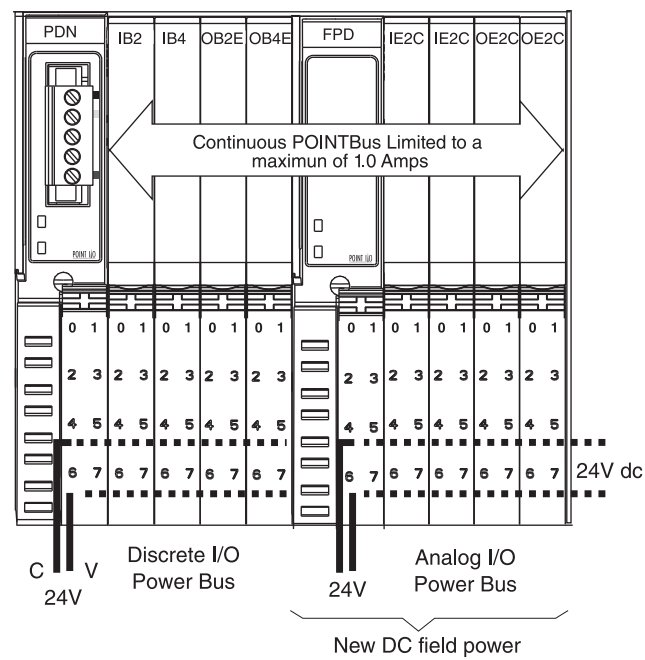 PDN IB2 IB4 OB2E OB4E FPD IE2C IE2C OE2C OE2C
Continuous POINTBus Limited to a
maximun of 1.0 Amps
POINT I/O POINT I/O
0 1 0 1 0 1 0 1 0 1 0 1 0 1 0 1 0 1 0 1
2 3 2 3 2 3 2 3 2 3 2 3 2 3 2 3 2 3 2 3
4 5 4 5 4 5 4 5 4 5 4 5 4 5 4 5 4 5 4 5
6 7 6 7 6 7 6 7 6 7 6 7 6 7 6 7 6 7 6 7
24V dc
C V
24V
Discrete I/O
Power Bus
24V
Analog I/O
Power Bus
New DC field power